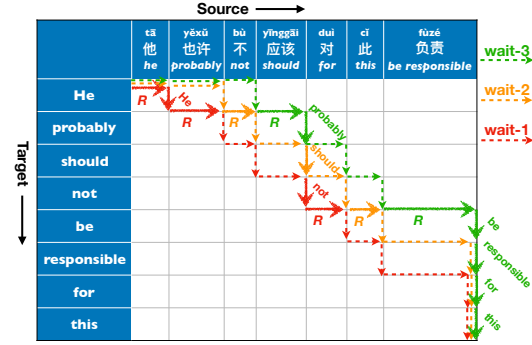 Source
tā yěxǔ bù yīnggāi duì cǐ fùzé
他 也许 不 应该 对 此 负责
he probably not should for this be responsible
wait-3
wait-2
wait-1
Target
He
probably
should
not
be
responsible
for
this
R He R R probably
should
not
R R R be
responsible
for
this